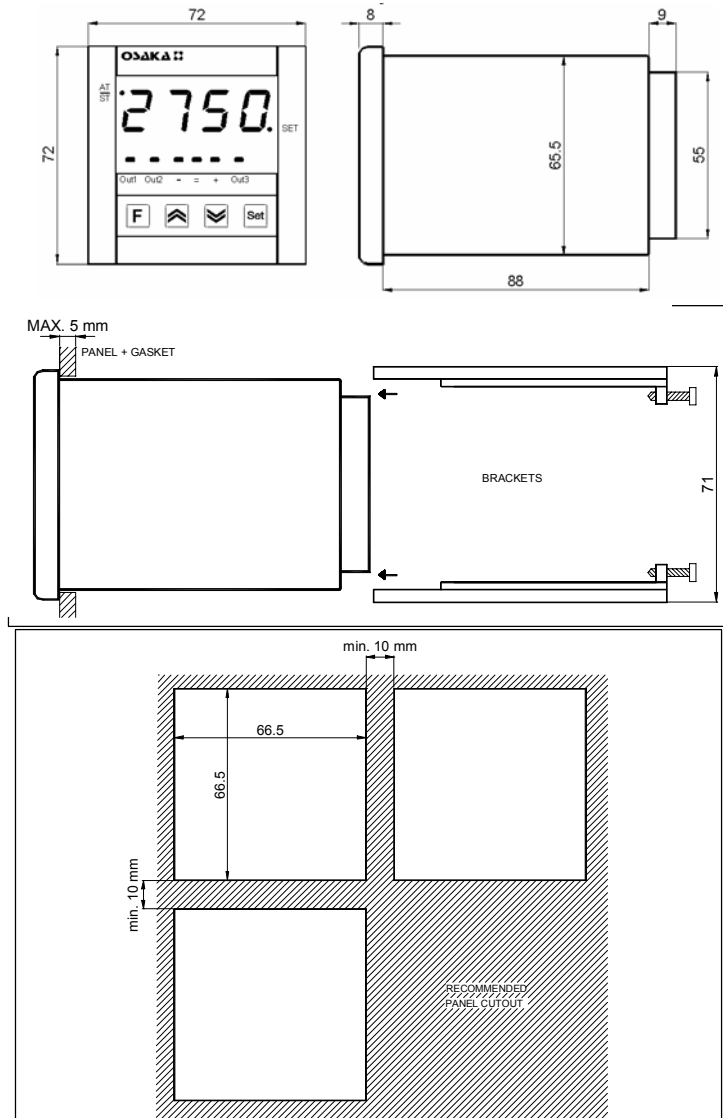 72
8
9
OSAKA
AT
ST
2750.
SET
72
65.5
55
Out1 Out2 - = + Out3
F Set
88
MAX. 5 mm
PANEL + GASKET
BRACKETS
71
min. 10 mm
66.5
66.5
min. 10 mm
RECOMMENDED
PANEL CUTOUT